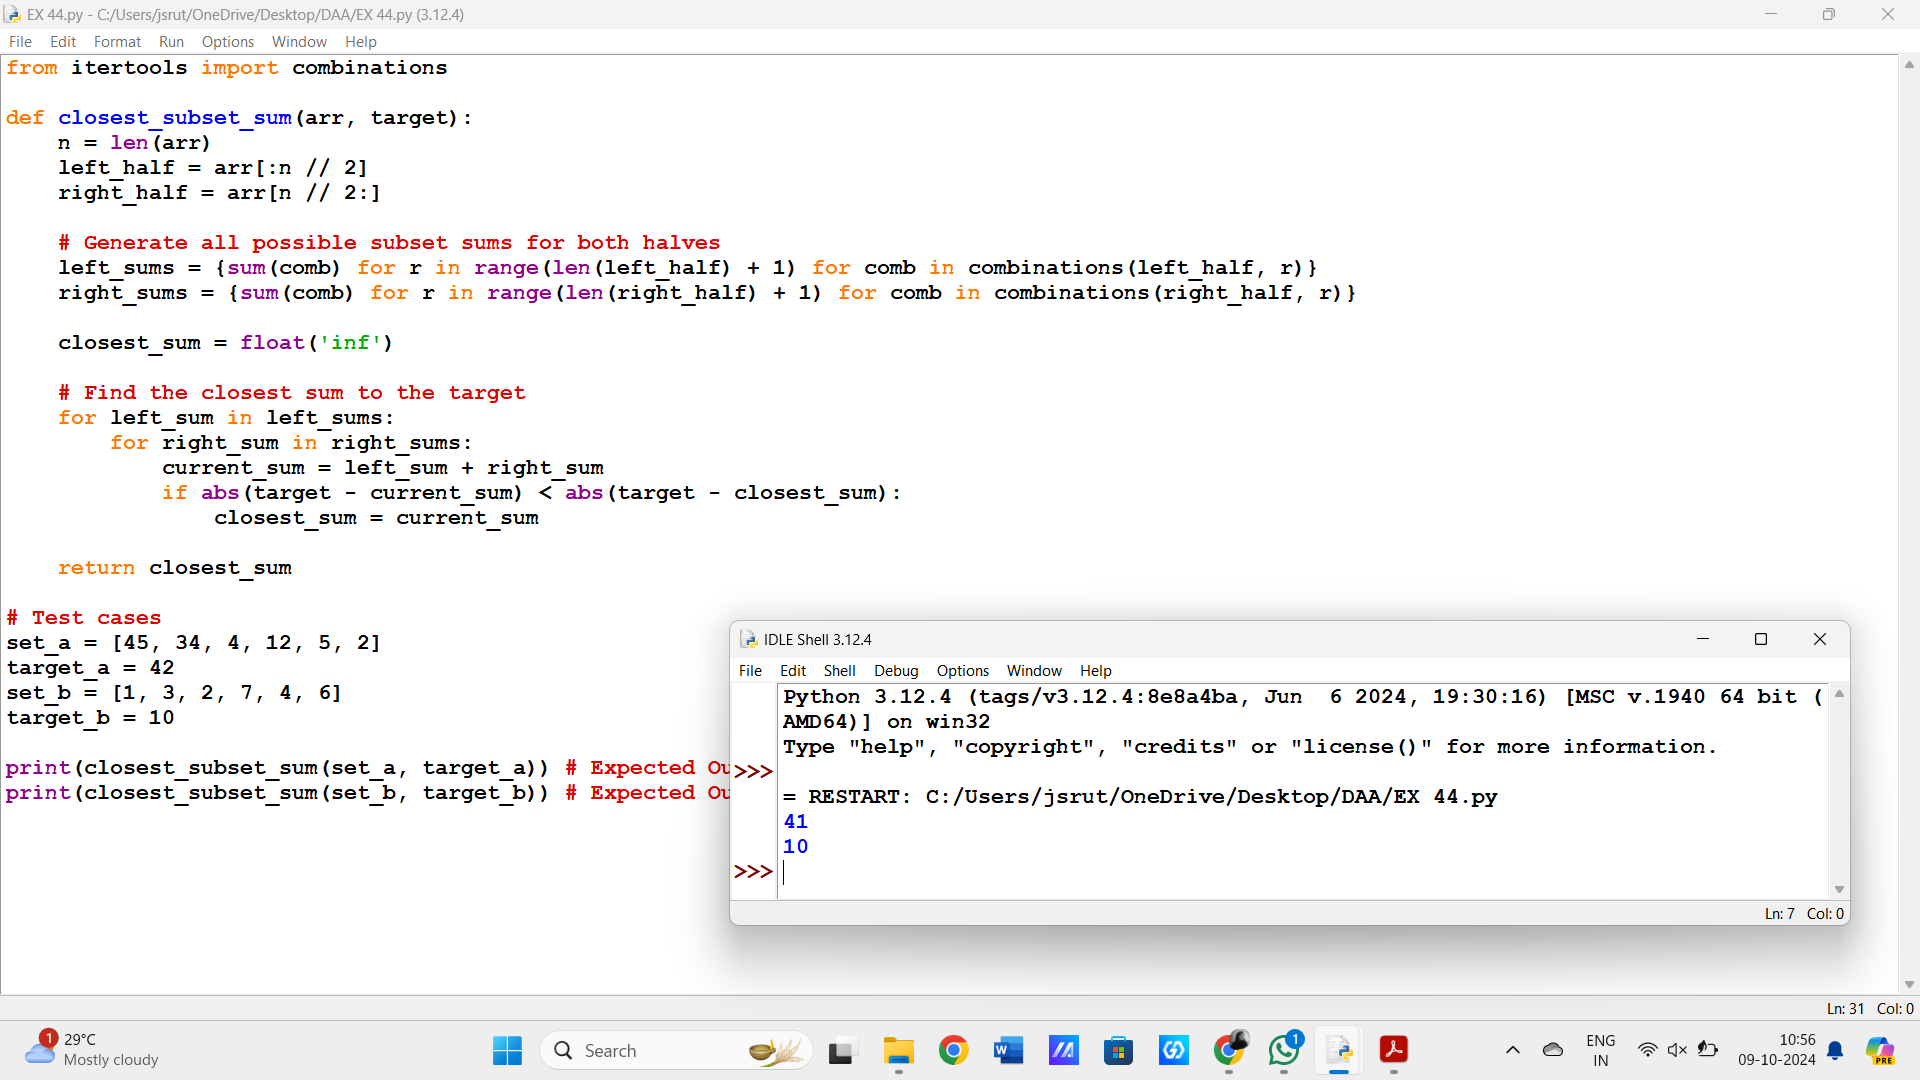 EX 44.py - C:/Users/jsrut/OneDrive/Desktop/DAA/EX 44.py (3.12.4)
File Edit Format Run Options Window Help
from itertools import combinations
def closest_subset_sum(arr, target):
    n = len(arr)
    left_half = arr[:n // 2]
    right_half = arr[n // 2:]
    # Generate all possible subset sums for both halves
    left_sums = {sum(comb) for r in range(len(left_half) + 1) for comb in combinations(left_half, r)}
    right_sums = {sum(comb) for r in range(len(right_half) + 1) for comb in combinations(right_half, r)}
    closest_sum = float('inf')
    # Find the closest sum to the target
    for left_sum in left_sums:
        for right_sum in right_sums:
            current_sum = left_sum + right_sum
            if abs(target - current_sum) < abs(target - closest_sum):
                closest_sum = current_sum
    return closest_sum
# Test cases
set_a = [45, 34, 4, 12, 5, 2]
target_a = 42
set_b = [1, 3, 2, 7, 4, 6]
target_b = 10
print(closest_subset_sum(set_a, target_a)) # Expected Ou
print(closest_subset_sum(set_b, target_b)) # Expected Ou
IDLE Shell 3.12.4
File Edit Shell Debug Options Window Help
Python 3.12.4 (tags/v3.12.4:8e8a4ba, Jun  6 2024, 19:30:16) [MSC v.1940 64 bit (
AMD64)] on win32
Type "help", "copyright", "credits" or "license()" for more information.
>>>
= RESTART: C:/Users/jsrut/OneDrive/Desktop/DAA/EX 44.py
41
10
>>>
Ln: 7 Col: 0
Ln: 31 Col: 0
1
29°C
Mostly cloudy
Search
W
1
ENG
IN
10:56
09-10-2024
PRE